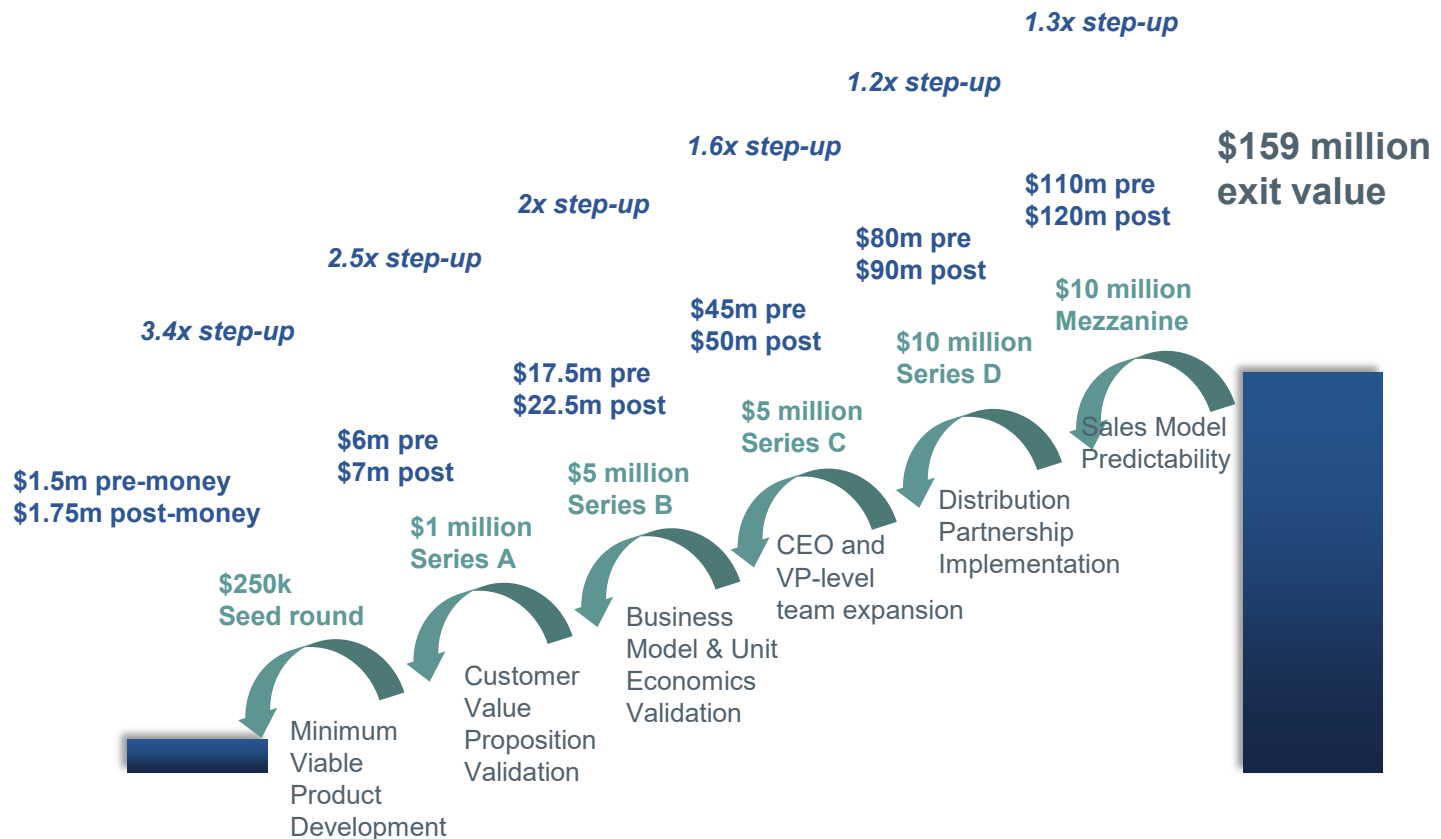 1.3x step-up
1.2x step-up
1.6x step-up
2x step-up
2.5x step-up
3.4x step-up
$159 million
exit value
$110m pre
$120m post
$80m pre
$90m post
$45m pre
$50m post
$17.5m pre
$22.5m post
$6m pre
$7m post
$1.5m pre-money
$1.75m post-money
$10 million
Mezzanine
$10 million
Series D
$5 million
Series C
$5 million
Series B
$1 million
Series A
$250k
Seed round
Sales Model
Predictability
Distribution
Partnership
Implementation
CEO and
VP-level
team expansion
Business
Model & Unit
Economics
Validation
Customer
Value
Proposition
Validation
Minimum
Viable
Product
Development